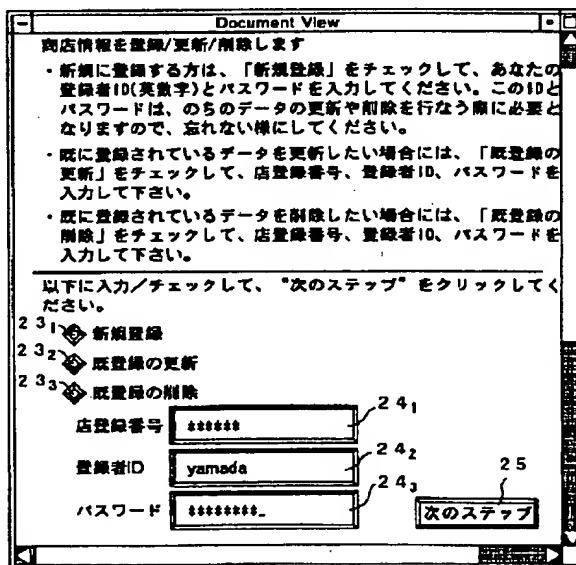 Document View
商店情報を登録/更新/削除します
・新規に登録する方は、「新規登録」をチェックして、あなたの
登録者ID(英数字)とパスワードを入力してください。このIDと
パスワードは、のちのデータの更新や削除を行なう際に必要と
なりますので、忘れない様にしてください。
・既に登録されているデータを更新したい場合には、「既登録の
更新」をチェックして、店登録番号、登録者ID、パスワードを
入力して下さい。
・既に登録されているデータを削除したい場合には、「既登録の
削除」をチェックして、店登録番号、登録者ID、パスワードを
入力して下さい。
以下に入力/チェックして、"次のステップ"をクリックしてく
ださい。
23₁ 新規登録
23₂ 既登録の更新
23₃ 既登録の削除
店登録番号 ****** 24₁
登録者ID yamada 24₂
パスワード ********_ 24₃
25
次のステップ